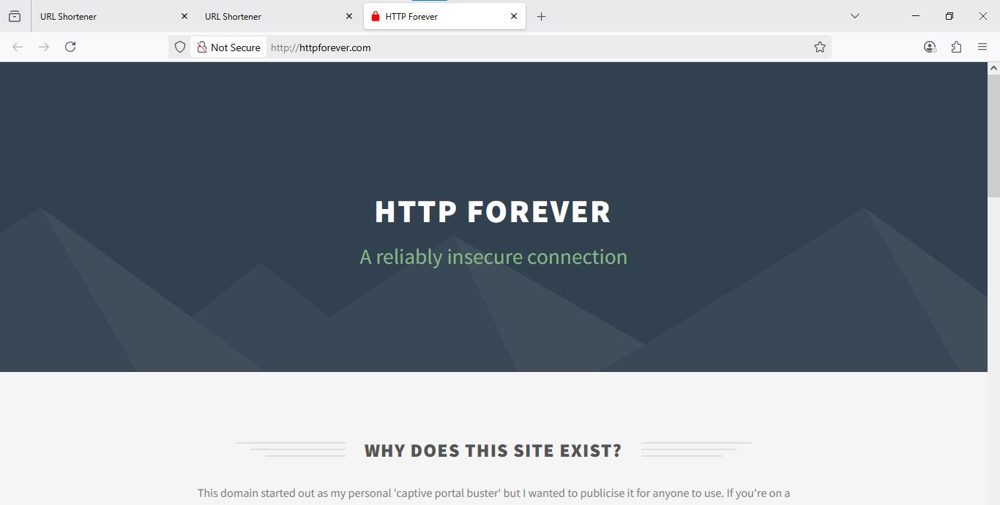 URL Shortener
URL Shortener
HTTP Forever
Not Secure
http://httpforever.com
HTTP FOREVER
A reliably insecure connection
WHY DOES THIS SITE EXIST?
This domain started out as my personal 'captive portal buster' but I wanted to publicise it for anyone to use. If you're on a